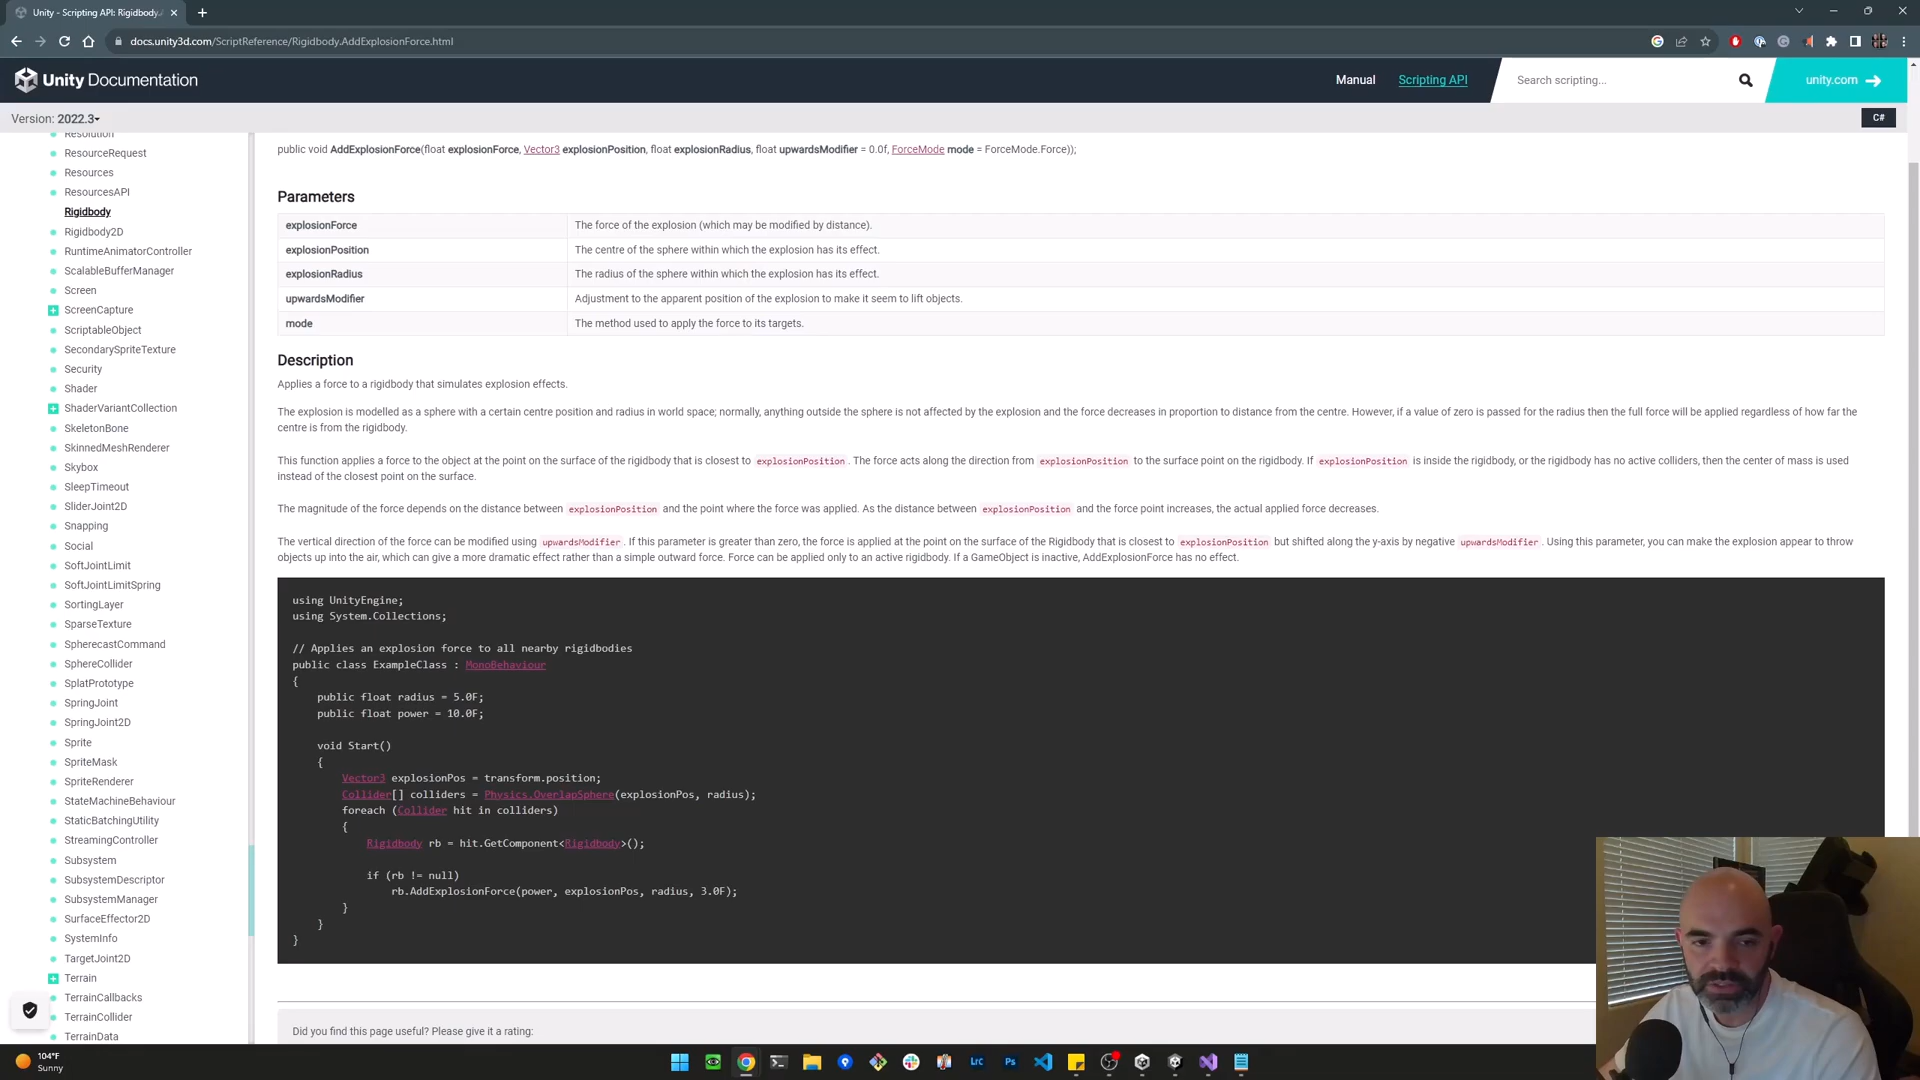 Unity - Scripting API: Rigidbody.
docs.unity3d.com/ScriptReference/Rigidbody.AddExplosionForce.html
Unity Documentation
Manual
Scripting API
Search scripting...
unity.com
Version: 2022.3
C#
Resolution
ResourceRequest
Resources
ResourcesAPI
Rigidbody
Rigidbody2D
RuntimeAnimatorController
ScalableBufferManager
Screen
ScreenCapture
ScriptableObject
SecondarySpriteTexture
Security
Shader
ShaderVariantCollection
SkeletonBone
SkinnedMeshRenderer
Skybox
SleepTimeout
SliderJoint2D
Snapping
Social
SoftJointLimit
SoftJointLimitSpring
SortingLayer
SparseTexture
SpherecastCommand
SphereCollider
SplatPrototype
SpringJoint
SpringJoint2D
Sprite
SpriteMask
SpriteRenderer
StateMachineBehaviour
StaticBatchingUtility
StreamingController
Subsystem
SubsystemDescriptor
SubsystemManager
SurfaceEffector2D
SystemInfo
TargetJoint2D
Terrain
TerrainCallbacks
TerrainCollider
TerrainData
public void AddExplosionForce(float explosionForce, Vector3 explosionPosition, float explosionRadius, float upwardsModifier = 0.0f, ForceMode mode = ForceMode.Force));
Parameters
explosionForce The force of the explosion (which may be modified by distance).
explosionPosition The centre of the sphere within which the explosion has its effect.
explosionRadius The radius of the sphere within which the explosion has its effect.
upwardsModifier Adjustment to the apparent position of the explosion to make it seem to lift objects.
mode The method used to apply the force to its targets.
Description
Applies a force to a rigidbody that simulates explosion effects.
The explosion is modelled as a sphere with a certain centre position and radius in world space; normally, anything outside the sphere is not affected by the explosion and the force decreases in proportion to distance from the centre. However, if a value of zero is passed for the radius then the full force will be applied regardless of how far the
centre is from the rigidbody.
This function applies a force to the object at the point on the surface of the rigidbody that is closest to explosionPosition. The force acts along the direction from explosionPosition to the surface point on the rigidbody. If explosionPosition is inside the rigidbody, or the rigidbody has no active colliders, then the center of mass is used
instead of the closest point on the surface.
The magnitude of the force depends on the distance between explosionPosition and the point where the force was applied. As the distance between explosionPosition and the force point increases, the actual applied force decreases.
The vertical direction of the force can be modified using upwardsModifier. If this parameter is greater than zero, the force is applied at the point on the surface of the Rigidbody that is closest to explosionPosition but shifted along the y-axis by negative upwardsModifier. Using this parameter, you can make the explosion appear to throw
objects up into the air, which can give a more dramatic effect rather than a simple outward force. Force can be applied only to an active rigidbody. If a GameObject is inactive, AddExplosionForce has no effect.
using UnityEngine;
using System.Collections;
// Applies an explosion force to all nearby rigidbodies
public class ExampleClass : MonoBehaviour
{
public float radius = 5.0F;
public float power = 10.0F;
void Start()
{
Vector3 explosionPos = transform.position;
Collider[] colliders = Physics.OverlapSphere(explosionPos, radius);
foreach (Collider hit in colliders)
{
Rigidbody rb = hit.GetComponent<Rigidbody>();
if (rb != null)
rb.AddExplosionForce(power, explosionPos, radius, 3.0F);
}
}
}
Did you find this page useful? Please give it a rating:
104°F
Sunny
LrC
Ps